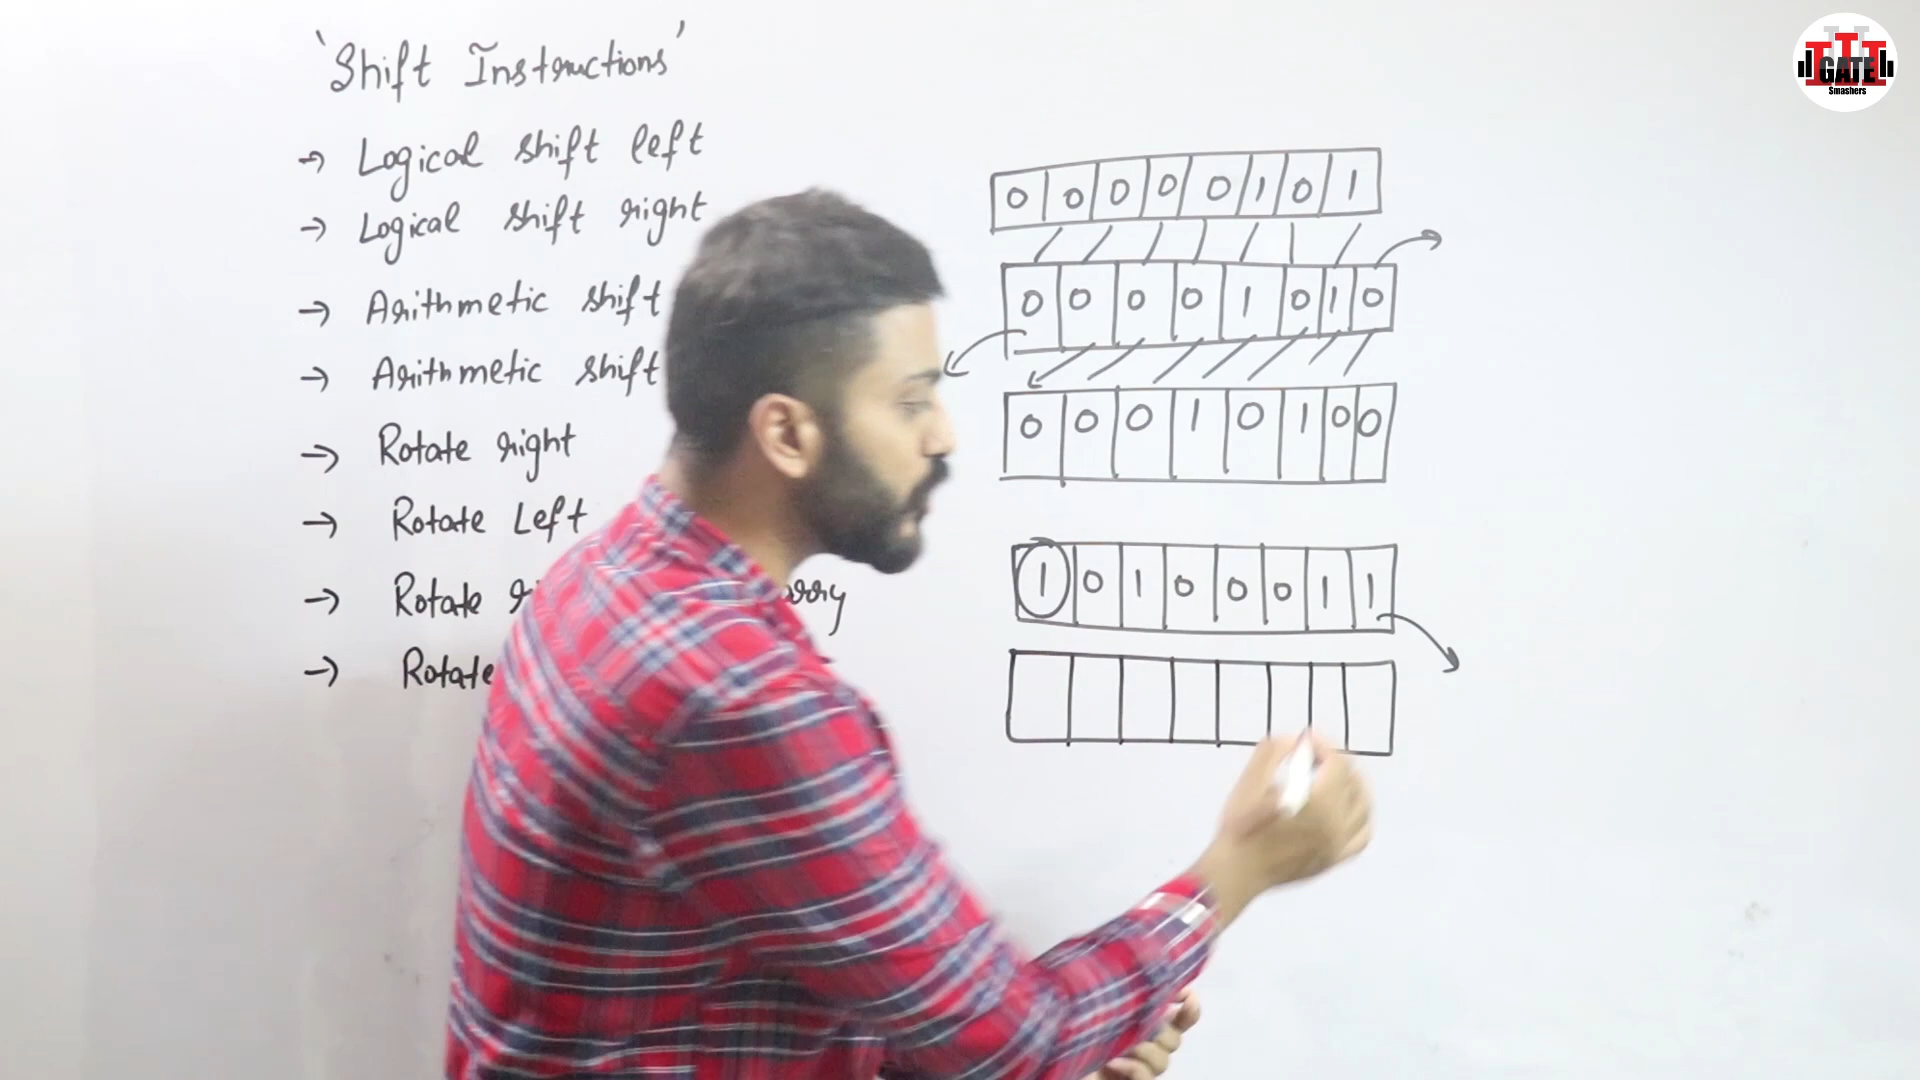 'Shift Instructions'
→ Logical shift left
→ Logical shift right
→ Arithmetic shift
→ Arithmetic shift
→ Rotate right
→ Rotate Left
→ Rotate
→ Rotate
0 0 0 0 0 1 0 1
0 0 0 0 1 0 1 0
0 0 0 1 0 1 0 0
1 0 1 0 0 0 1 1
GATE
Smashers